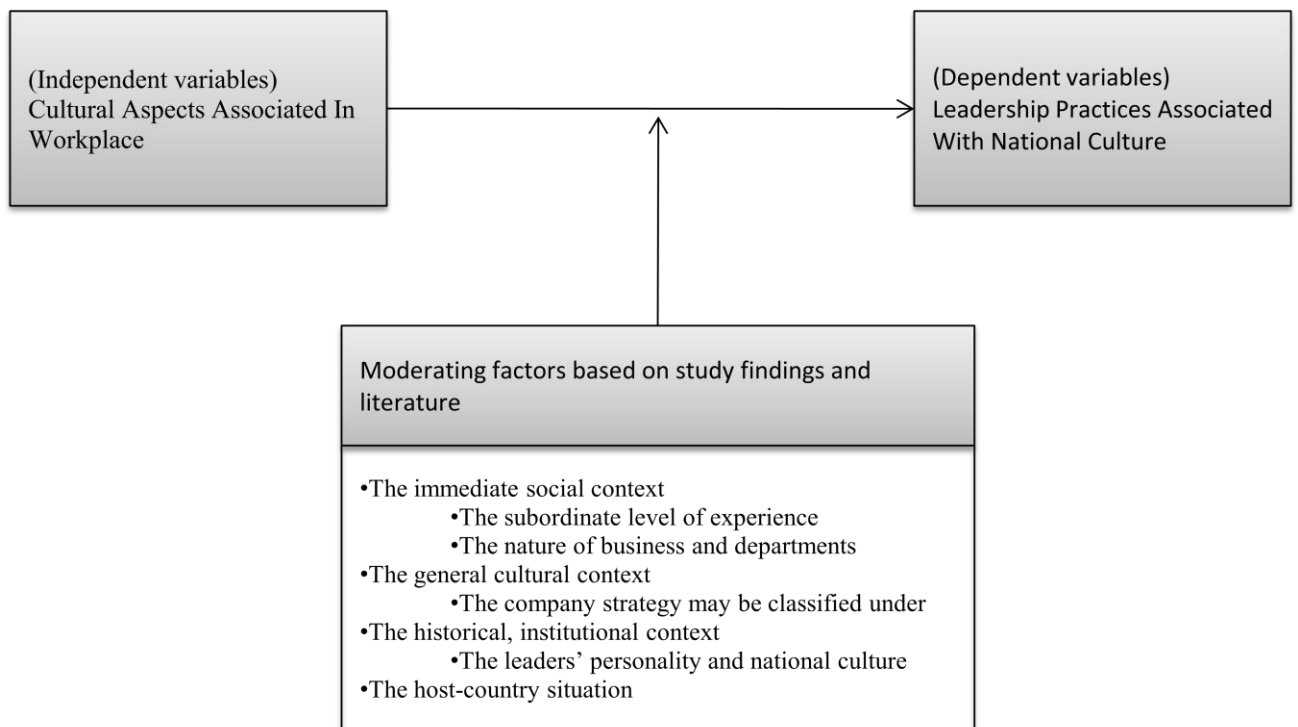 (Independent variables)
Cultural Aspects Associated In
Workplace
(Dependent variables)
Leadership Practices Associated
With National Culture
Moderating factors based on study findings and
literature
•The immediate social context
•The subordinate level of experience
•The nature of business and departments
•The general cultural context
•The company strategy may be classified under
•The historical, institutional context
•The leaders’ personality and national culture
•The host-country situation